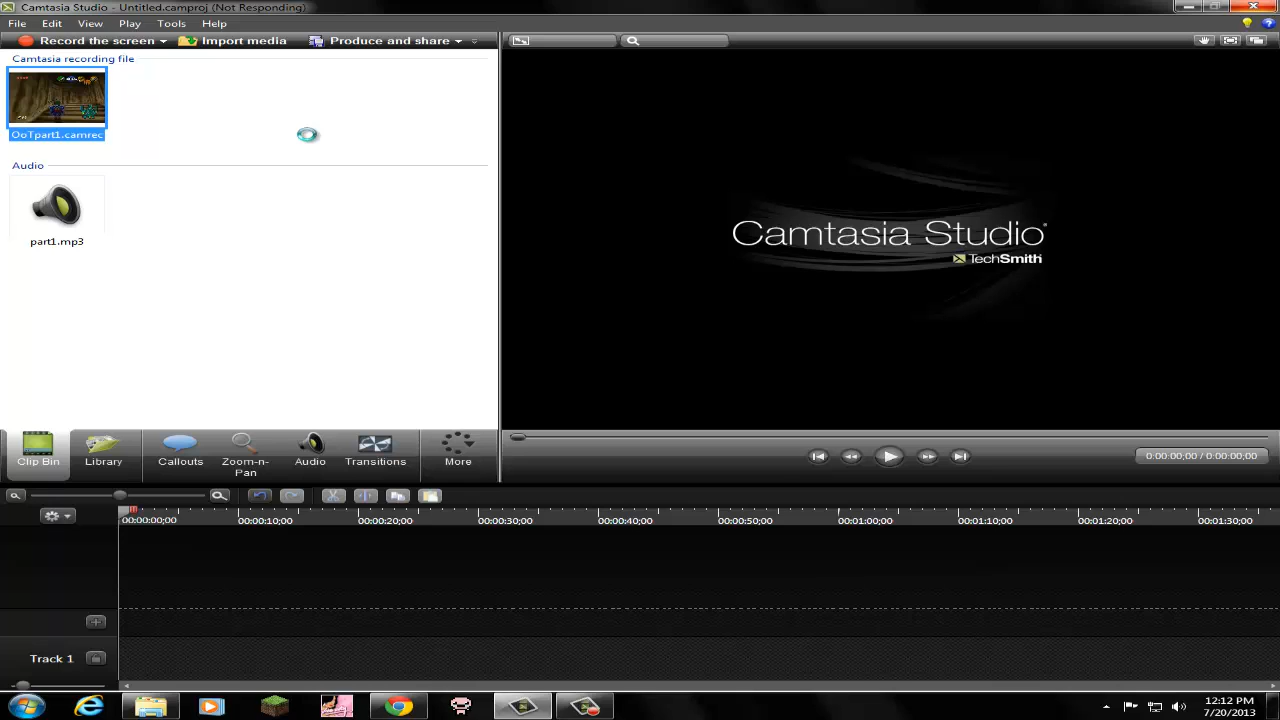 Camtasia Studio - Untitled.camproj (Not Responding)
File Edit View Play Tools Help
Record the screen Import media Produce and share
Camtasia recording file
OoTpart1.camrec
Audio
part1.mp3
Camtasia Studio®
TechSmith
Clip Bin Library Callouts Zoom-n-Pan Audio Transitions More
0:00:00;00 / 0:00:00;00
00:00:00;00 00:00:10;00 00:00:20;00 00:00:30;00 00:00:40;00 00:00:50;00 00:01:00;00 00:01:10;00 00:01:20;00 00:01:30;00
Track 1
12:12 PM
7/20/2013